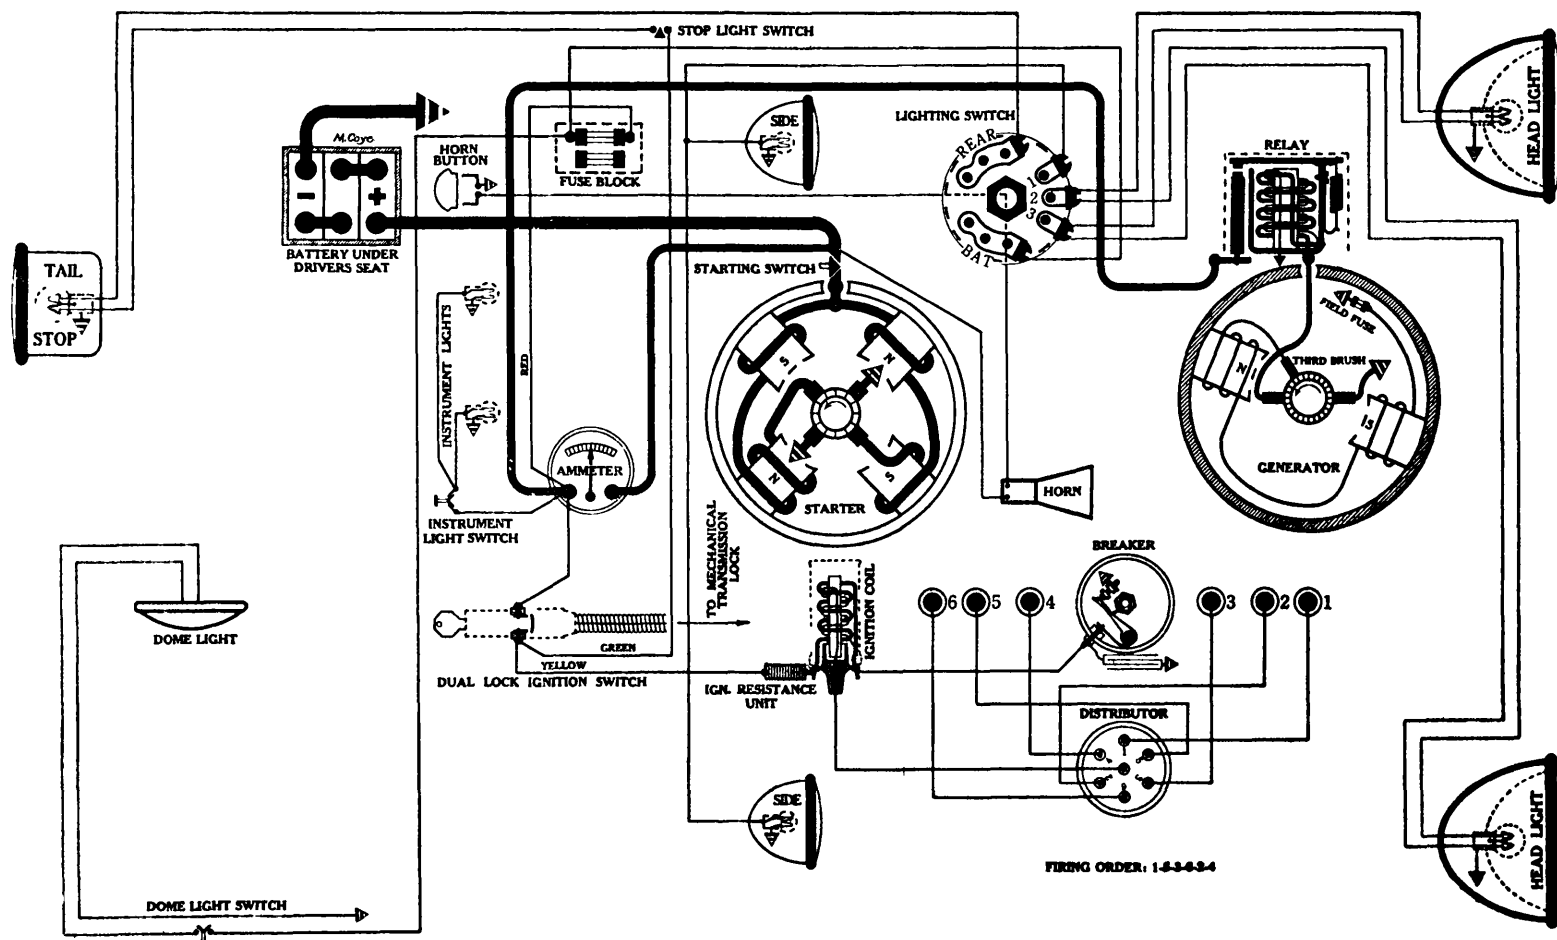 STOP LIGHT SWITCH
LIGHTING SWITCH
SIDE
HEAD LIGHT
M. Caye
HORN
BUTTON
FUSE BLOCK
REAR
1
2
3
BAT
RELAY
-
+
BATTERY UNDER
DRIVERS SEAT
STARTING SWITCH
TAIL
STOP
INSTRUMENT LIGHTS
RED
FIELD FUSE
THIRD BRUSH
S
N
N
S
N
S
GENERATOR
AMMETER
STARTER
HORN
INSTRUMENT
LIGHT SWITCH
TO MECHANICAL
TRANSMISSION
LOCK
IGNITION COIL
BREAKER
6
5
4
3
2
1
DOME LIGHT
GREEN
YELLOW
DUAL LOCK IGNITION SWITCH
IGN. RESISTANCE
UNIT
DISTRIBUTOR
SIDE
HEAD LIGHT
FIRING ORDER:
DOME LIGHT SWITCH